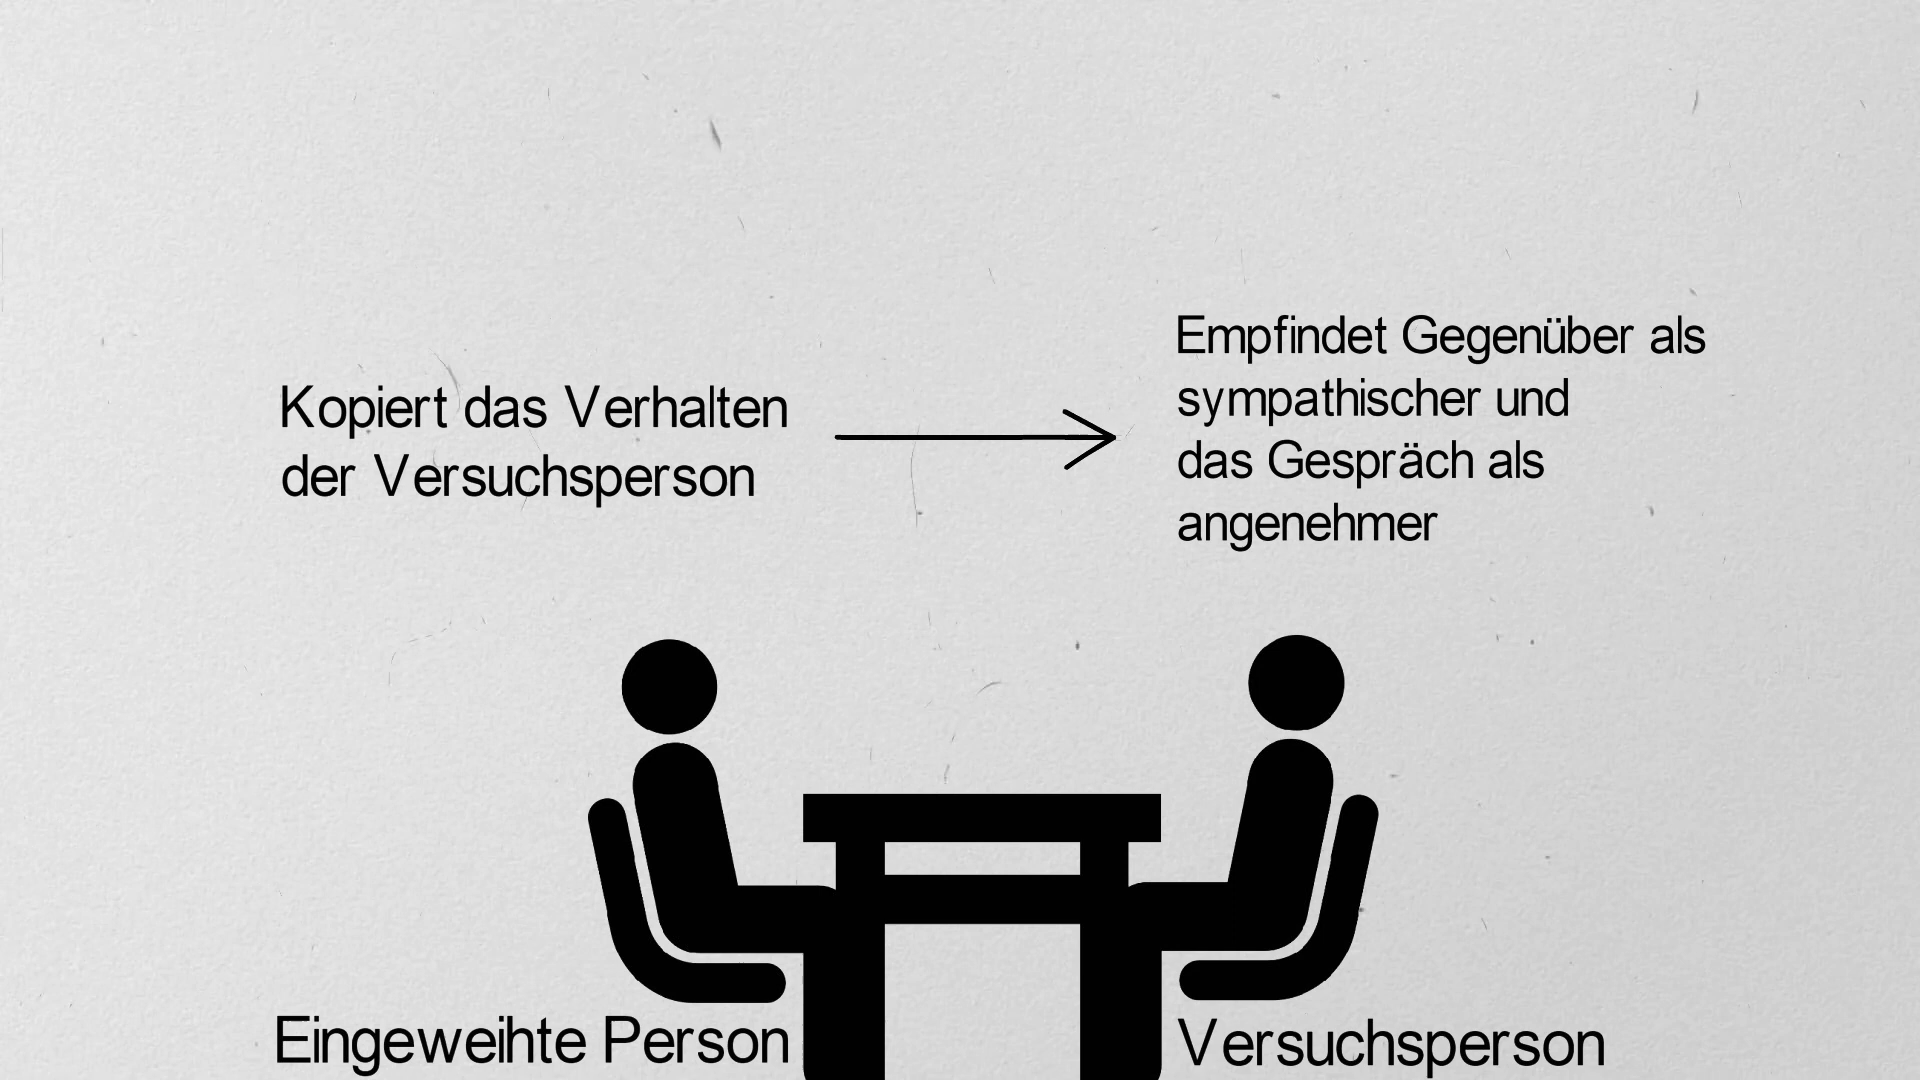 Kopiert das Verhalten
der Versuchsperson
Empfindet Gegenüber als
sympathischer und
das Gespräch als
angenehmer
Eingeweihte Person
Versuchsperson